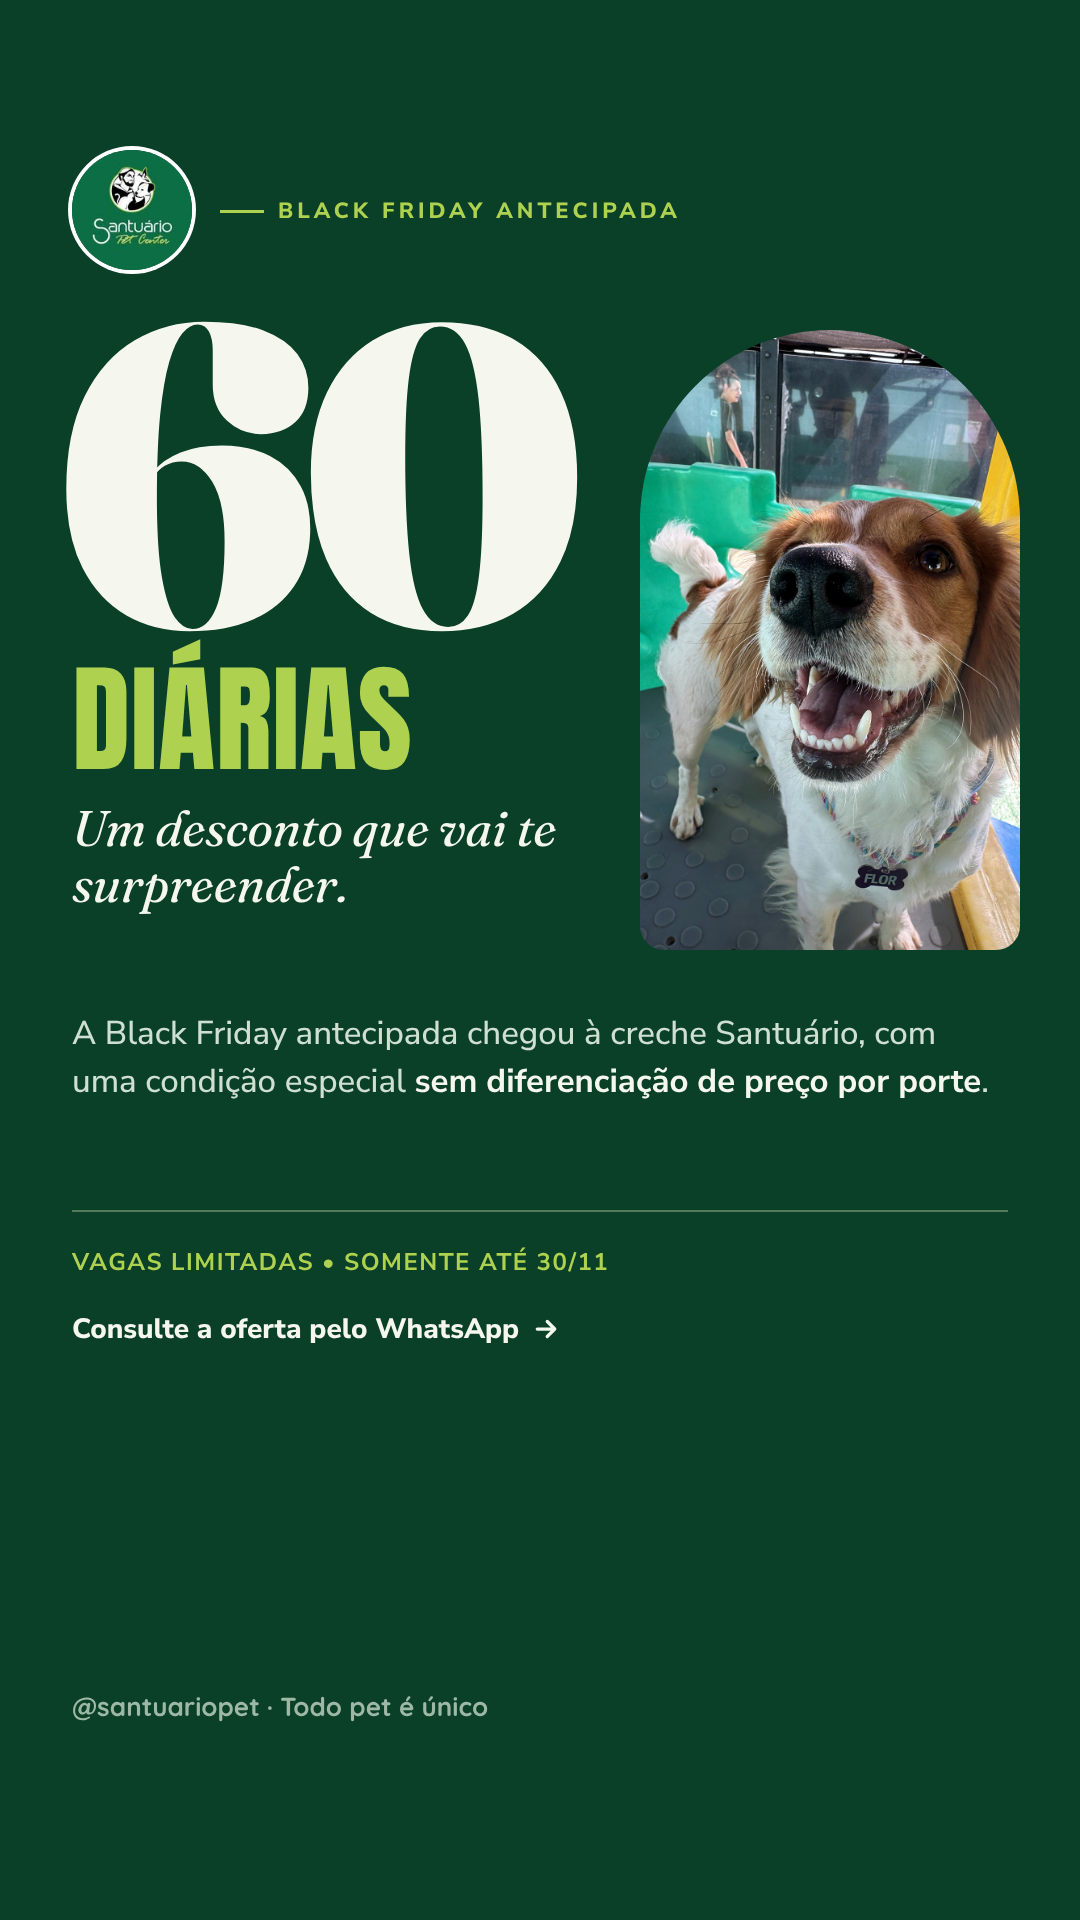 Santuário
Pet Center
BLACK FRIDAY ANTECIPADA
60
DIÁRIAS
Um desconto que vai te
surpreender.
FLOR
A Black Friday antecipada chegou à creche Santuário, com
uma condição especial sem diferenciação de preço por porte.
VAGAS LIMITADAS • SOMENTE ATÉ 30/11
Consulte a oferta pelo WhatsApp →
@santuariopet · Todo pet é único